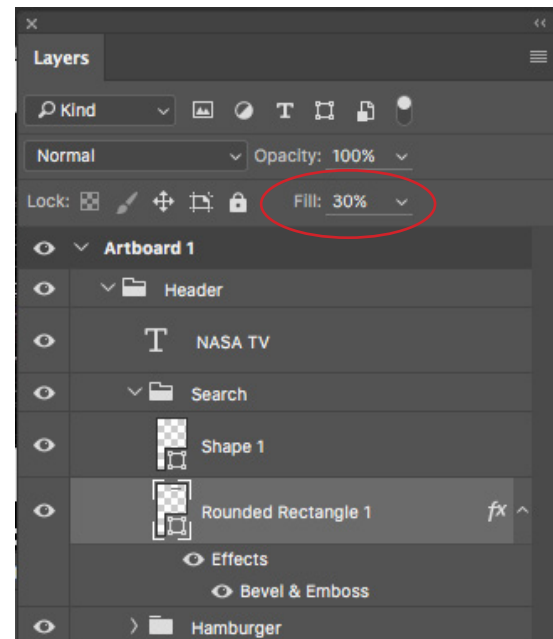 Layers
Kind
Normal Opacity: 100%
Lock: Fill: 30%
Artboard 1
Header
T NASA TV
Search
Shape 1
Rounded Rectangle 1 fx
Effects
Bevel & Emboss
Hamburger